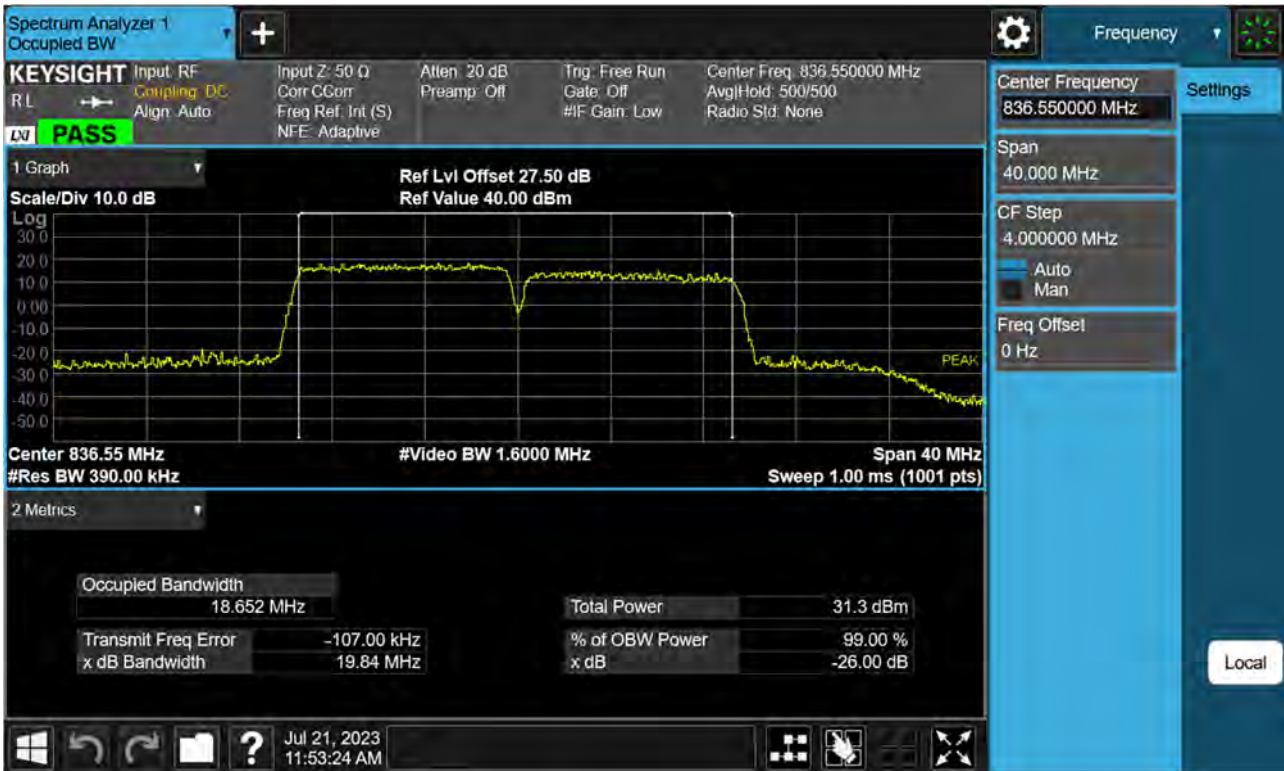 Spectrum Analyzer 1
Occupied BW
+
Frequency
KEYSIGHT
RL
LXI PASS
Input: RF
Coupling: DC
Align: Auto
Input Z: 50 Ω
Corr CCorr
Freq Ref: Int (S)
NFE: Adaptive
Atten: 20 dB
Preamp: Off
Trig: Free Run
Gate: Off
#IF Gain: Low
Center Freq: 836.550000 MHz
Avg|Hold: 500/500
Radio Std: None
Center Frequency
836.550000 MHz
Settings
Span
40.000 MHz
CF Step
4.000000 MHz
Auto
Man
Freq Offset
0 Hz
1 Graph
Scale/Div 10.0 dB
Ref Lvl Offset 27.50 dB
Ref Value 40.00 dBm
Log
30.0
20.0
10.0
0.00
-10.0
-20.0
-30.0
-40.0
-50.0
PEAK
Center 836.55 MHz
#Video BW 1.6000 MHz
Span 40 MHz
#Res BW 390.00 kHz
Sweep 1.00 ms (1001 pts)
2 Metrics
Occupied Bandwidth
18.652 MHz
Total Power 31.3 dBm
Transmit Freq Error -107.00 kHz
% of OBW Power 99.00 %
x dB Bandwidth 19.84 MHz
x dB -26.00 dB
Local
?
Jul 21, 2023
11:53:24 AM